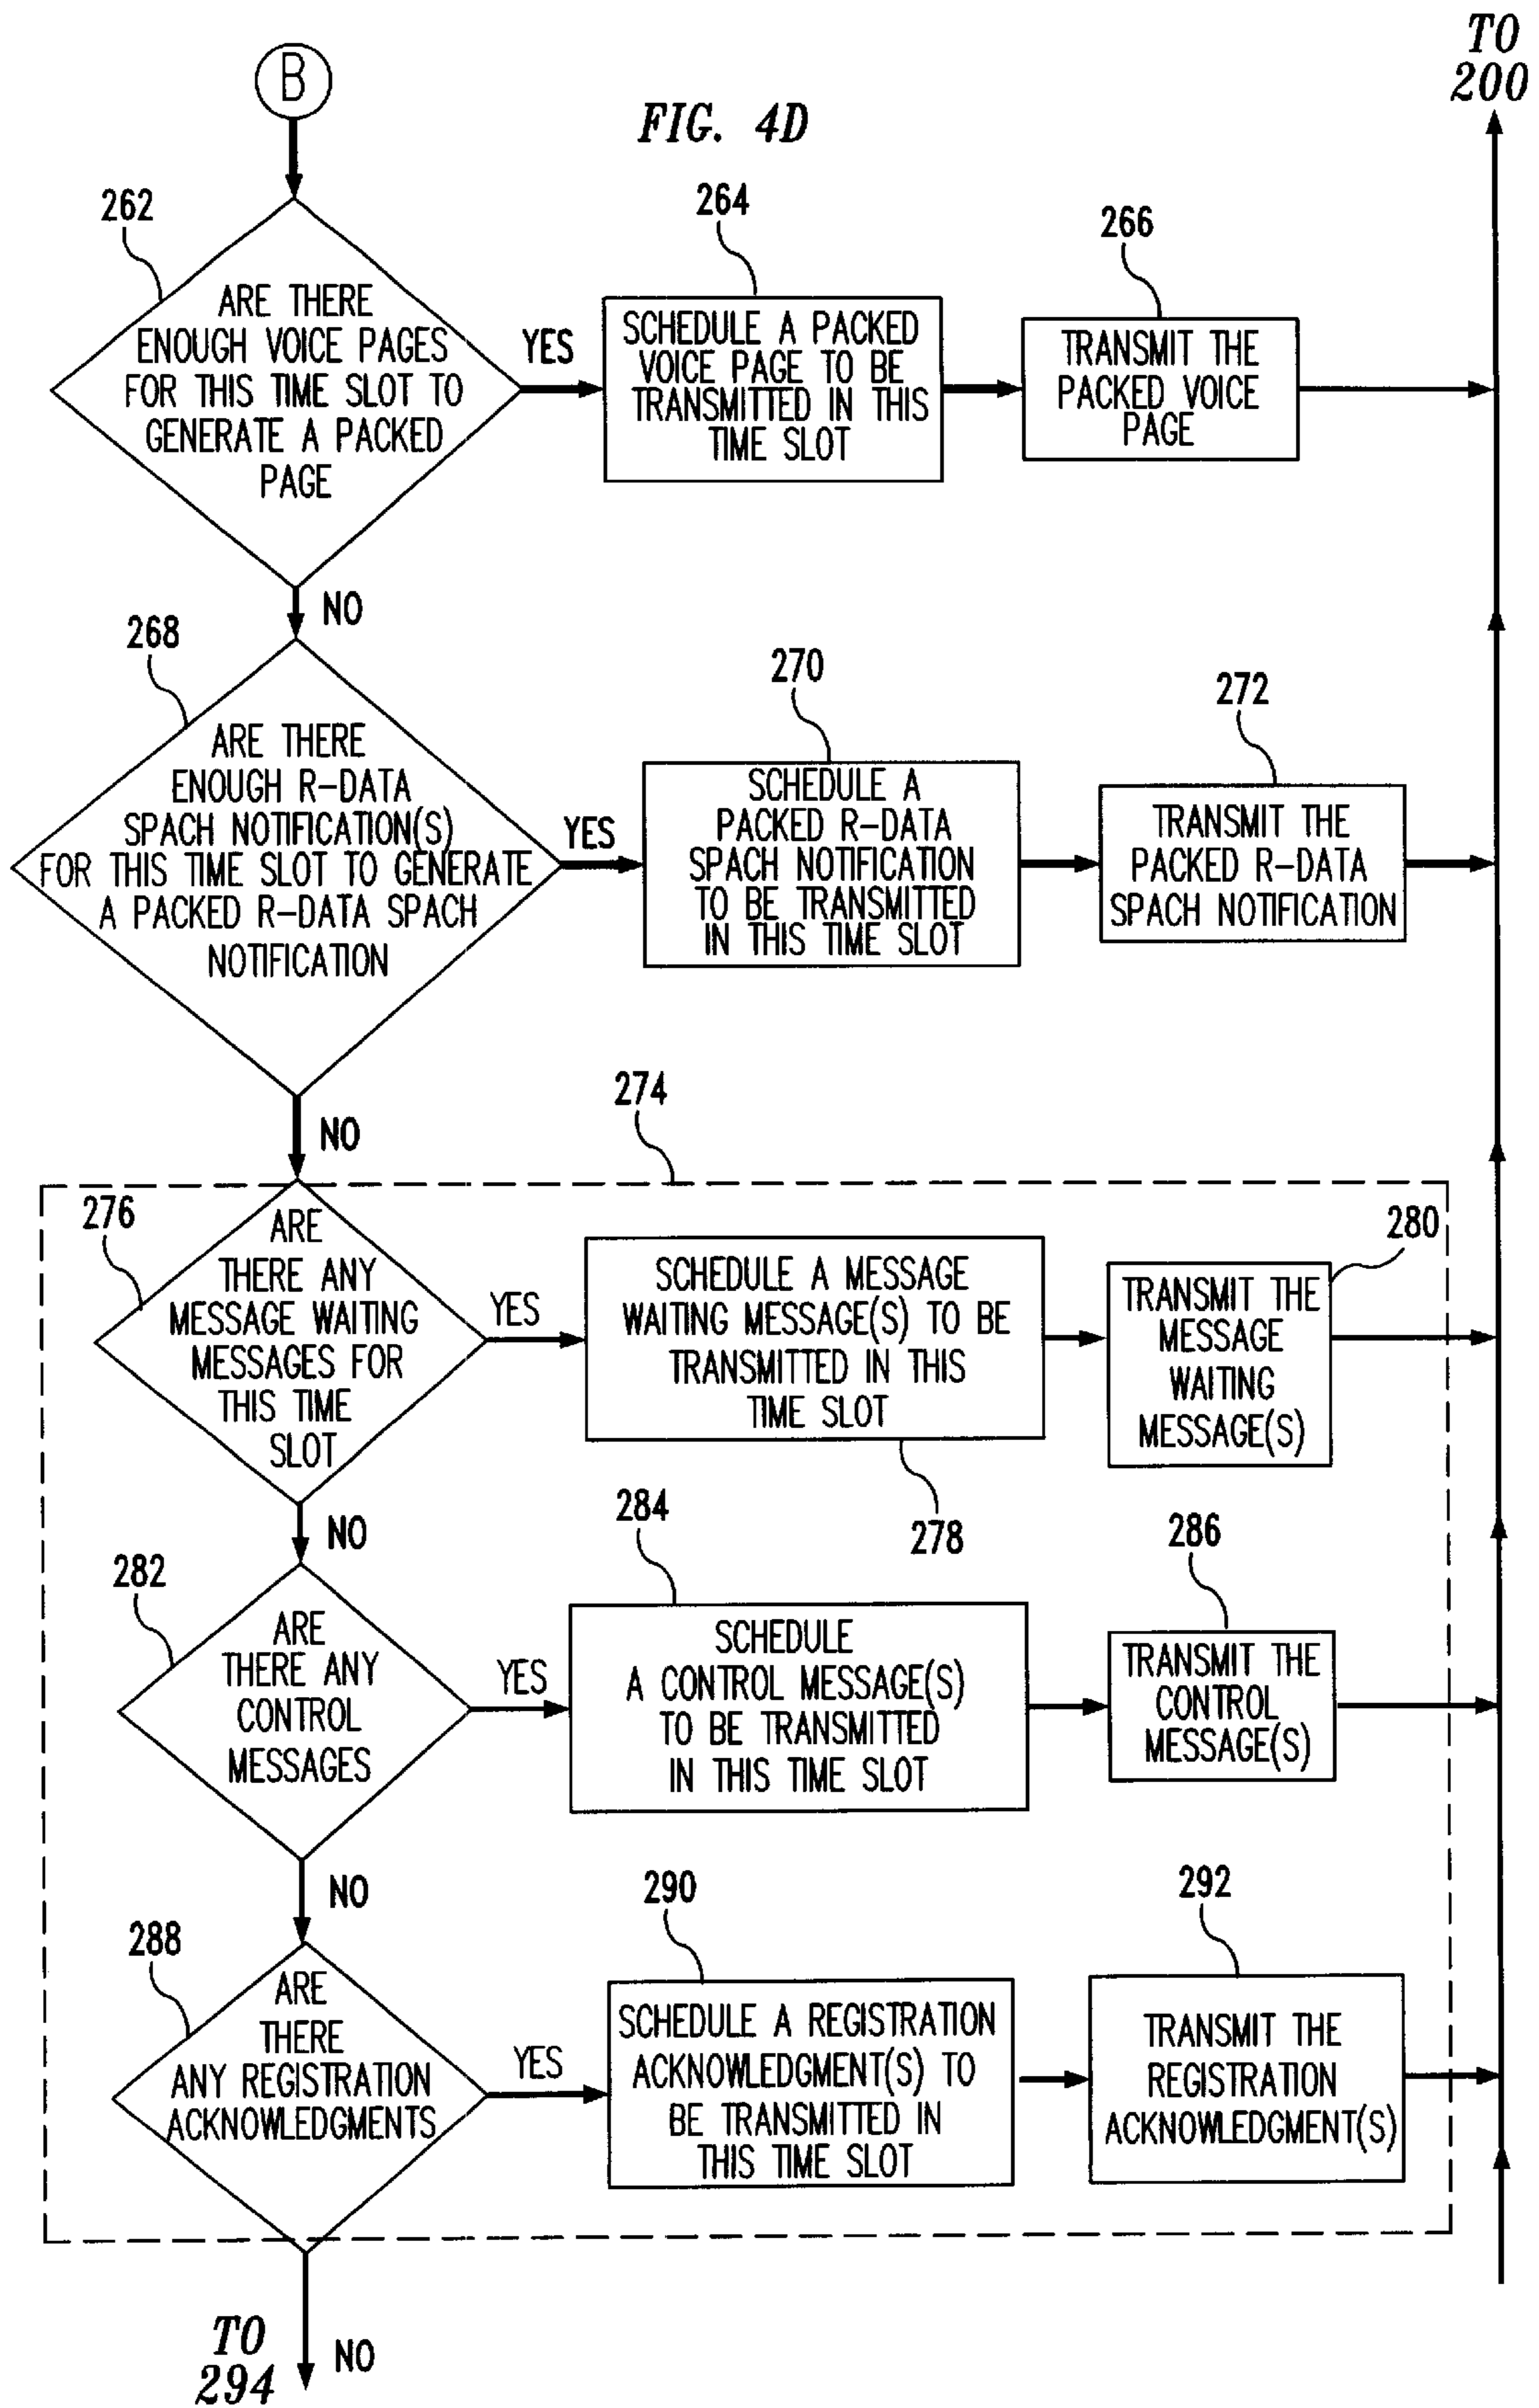 TO
200
B
FIG. 4D
262
264
266
ARE THERE
ENOUGH VOICE PAGES
FOR THIS TIME SLOT TO
GENERATE A PACKED
PAGE
YES
SCHEDULE A PACKED
VOICE PAGE TO BE
TRANSMITTED IN THIS
TIME SLOT
TRANSMIT THE
PACKED VOICE
PAGE
NO
268
270
272
ARE THERE
ENOUGH R-DATA
SPACH NOTIFICATION(S)
FOR THIS TIME SLOT TO GENERATE
A PACKED R-DATA SPACH
NOTIFICATION
YES
SCHEDULE A
PACKED R-DATA
SPACH NOTIFICATION
TO BE TRANSMITTED
IN THIS TIME SLOT
TRANSMIT THE
PACKED R-DATA
SPACH NOTIFICATION
NO
274
276
ARE
THERE ANY
MESSAGE WAITING
MESSAGES FOR
THIS TIME
SLOT
YES
SCHEDULE A MESSAGE
WAITING MESSAGE(S) TO BE
TRANSMITTED IN THIS
TIME SLOT
278
280
TRANSMIT THE
MESSAGE
WAITING
MESSAGE(S)
NO
282
284
286
ARE
THERE ANY
CONTROL
MESSAGES
YES
SCHEDULE
A CONTROL MESSAGE(S)
TO BE TRANSMITTED
IN THIS TIME SLOT
TRANSMIT THE
CONTROL
MESSAGE(S)
NO
288
290
292
ARE
THERE
ANY REGISTRATION
ACKNOWLEDGMENTS
YES
SCHEDULE A REGISTRATION
ACKNOWLEDGMENT(S) TO
BE TRANSMITTED IN
THIS TIME SLOT
TRANSMIT THE
REGISTRATION
ACKNOWLEDGMENT(S)
NO
TO
294